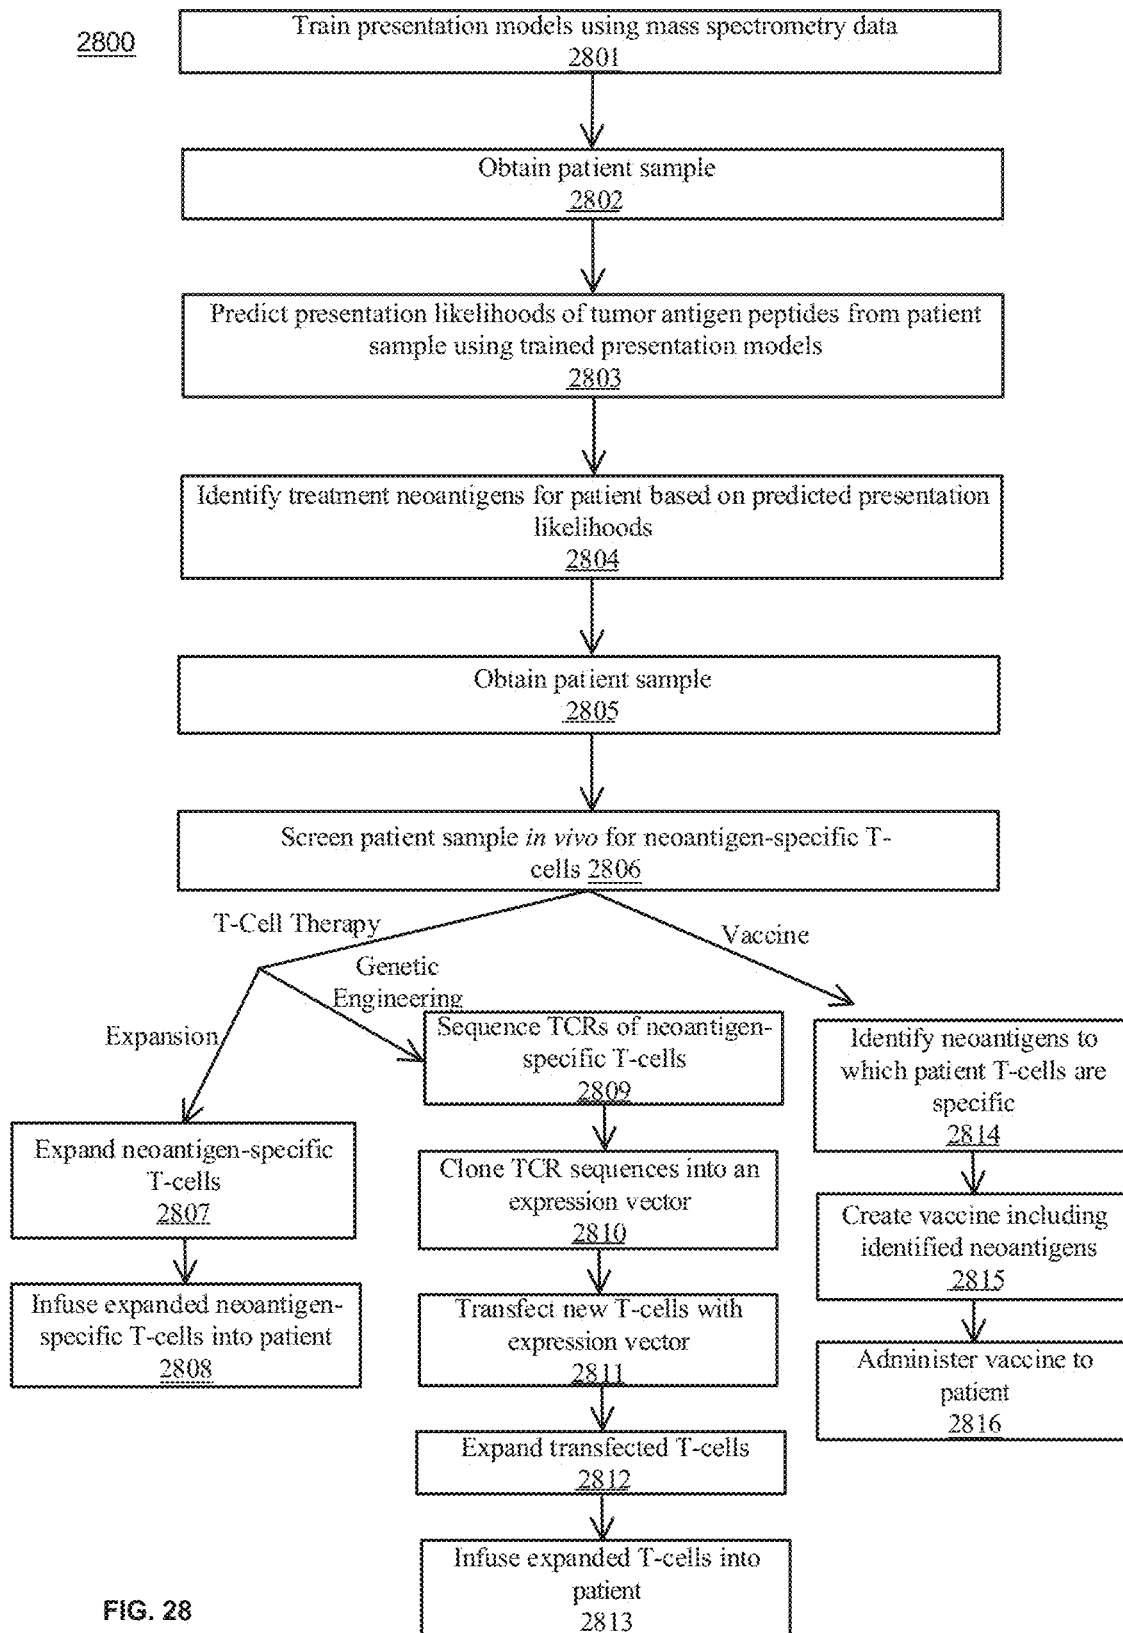 2800
Train presentation models using mass spectrometry data
2801
Obtain patient sample
2802
Predict presentation likelihoods of tumor antigen peptides from patient
sample using trained presentation models
2803
Identify treatment neoantigens for patient based on predicted presentation
likelihoods
2804
Obtain patient sample
2805
Screen patient sample in vivo for neoantigen-specific T-
cells 2806
T-Cell Therapy
Vaccine
Genetic
Engineering
Expansion
Expand neoantigen-specific
T-cells
2807
Infuse expanded neoantigen-
specific T-cells into patient
2808
Sequence TCRs of neoantigen-
specific T-cells
2809
Clone TCR sequences into an
expression vector
2810
Transfect new T-cells with
expression vector
2811
Expand transfected T-cells
2812
Infuse expanded T-cells into
patient
2813
Identify neoantigens to
which patient T-cells are
specific
2814
Create vaccine including
identified neoantigens
2815
Administer vaccine to
patient
2816
FIG. 28